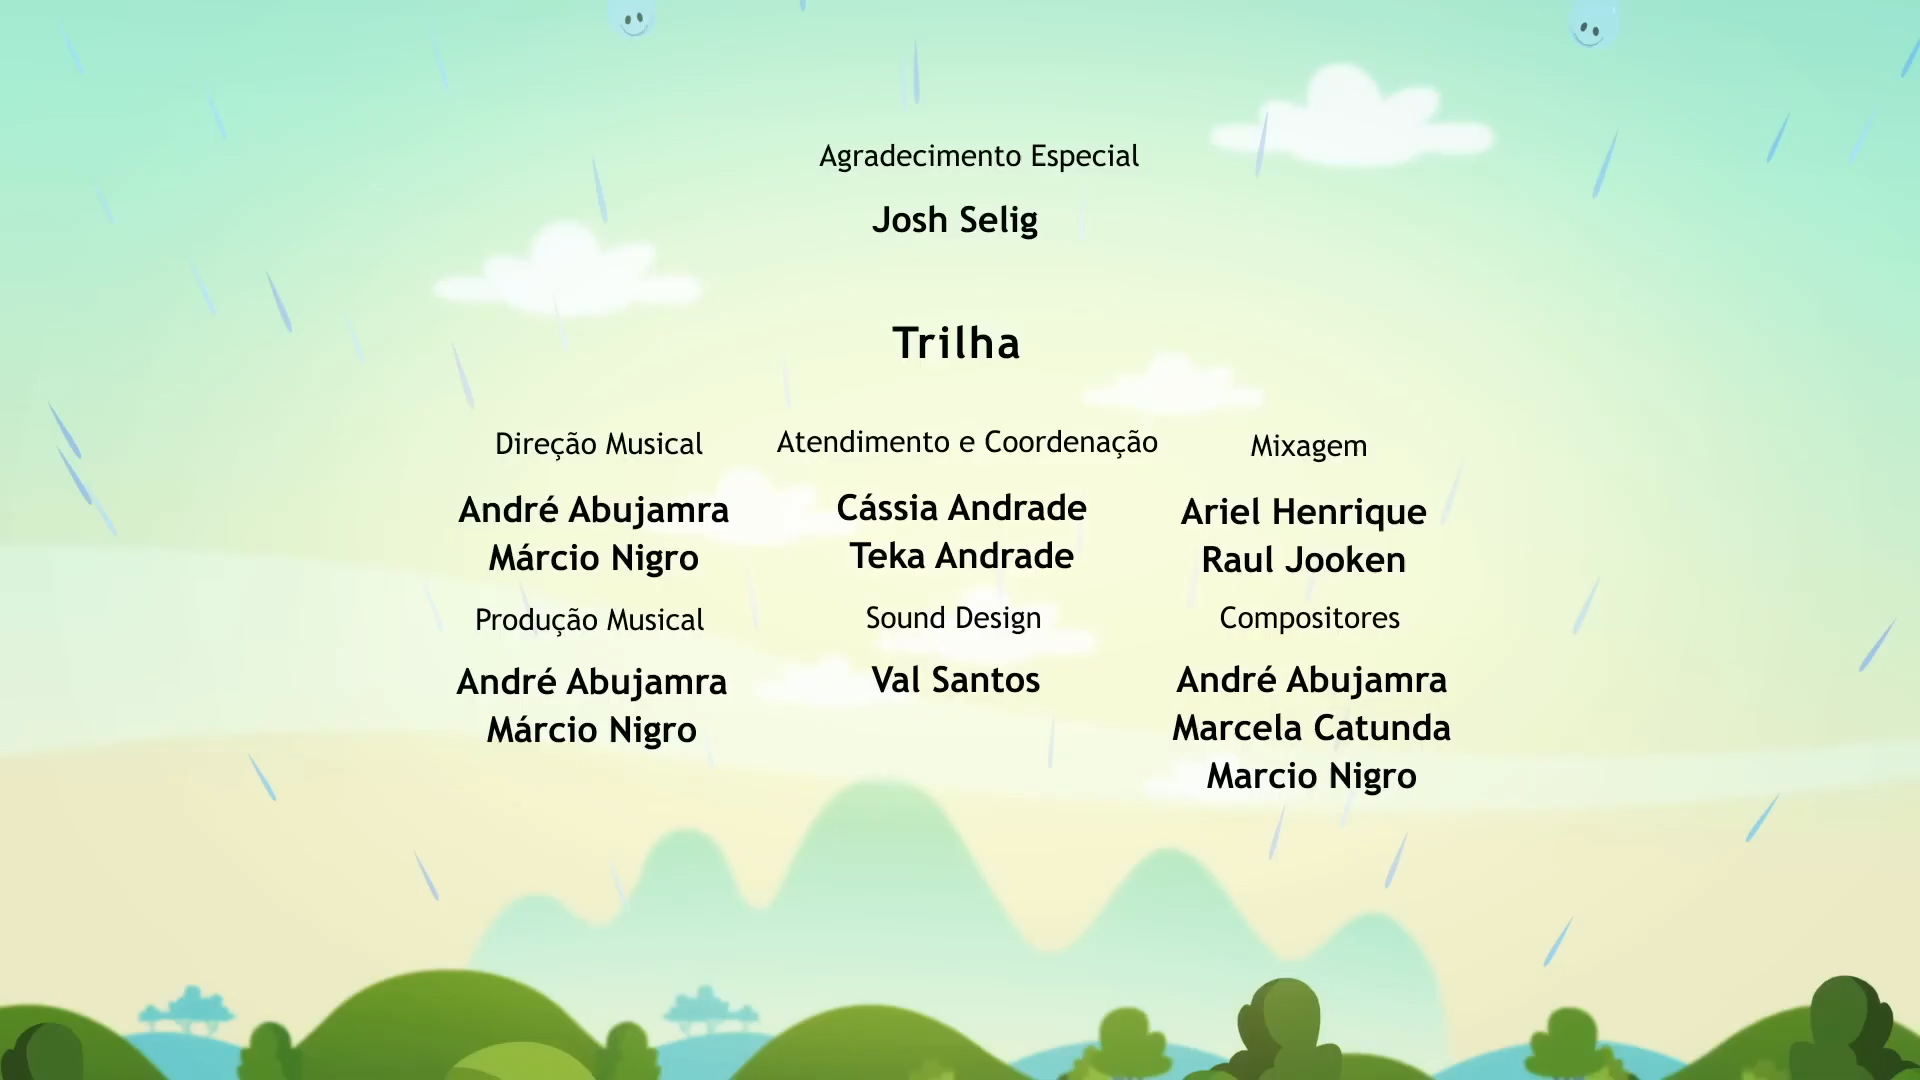 Agradecimento Especial
Josh Selig
Trilha
Direção Musical
André Abujamra
Márcio Nigro
Atendimento e Coordenação
Cássia Andrade
Teka Andrade
Mixagem
Ariel Henrique
Raul Jooken
Produção Musical
André Abujamra
Márcio Nigro
Sound Design
Val Santos
Compositores
André Abujamra
Marcela Catunda
Marcio Nigro